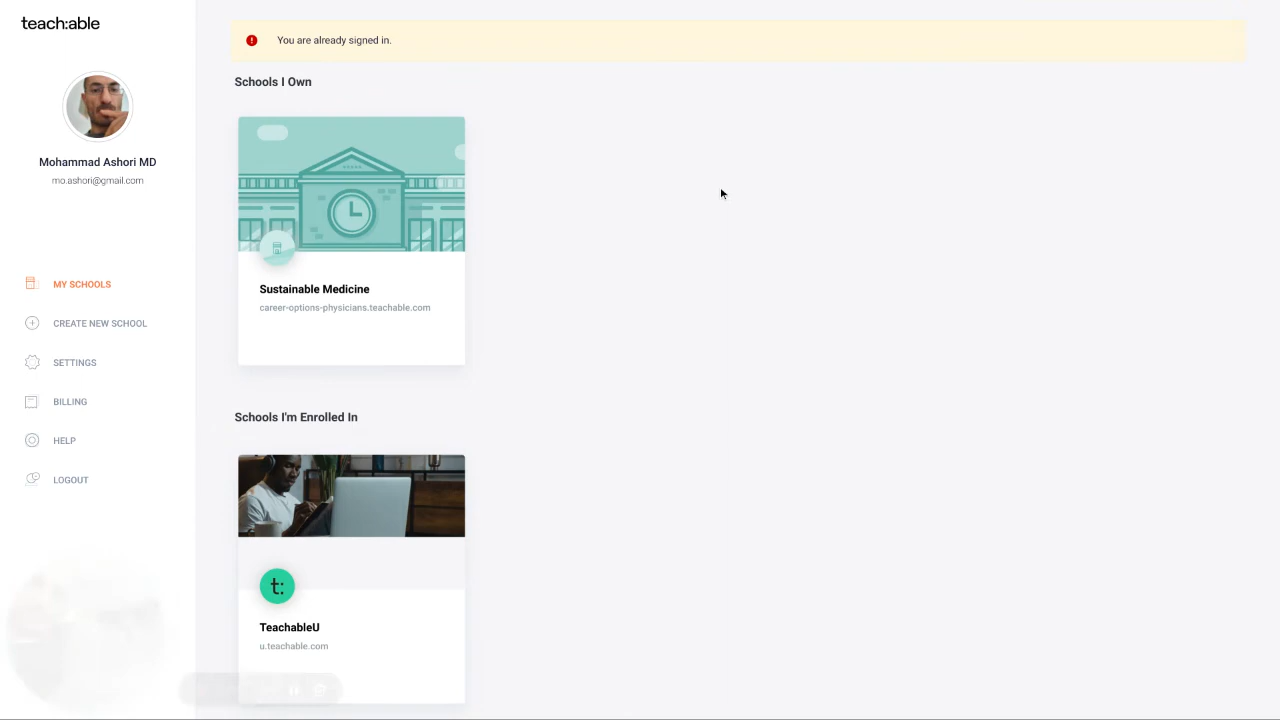 teach:able
You are already signed in.
Schools I Own
Mohammad Ashori MD
mo.ashori@gmail.com
MY SCHOOLS
CREATE NEW SCHOOL
SETTINGS
BILLING
HELP
LOGOUT
Sustainable Medicine
career-options-physicians.teachable.com
Schools I'm Enrolled In
t:
TeachableU
u.teachable.com